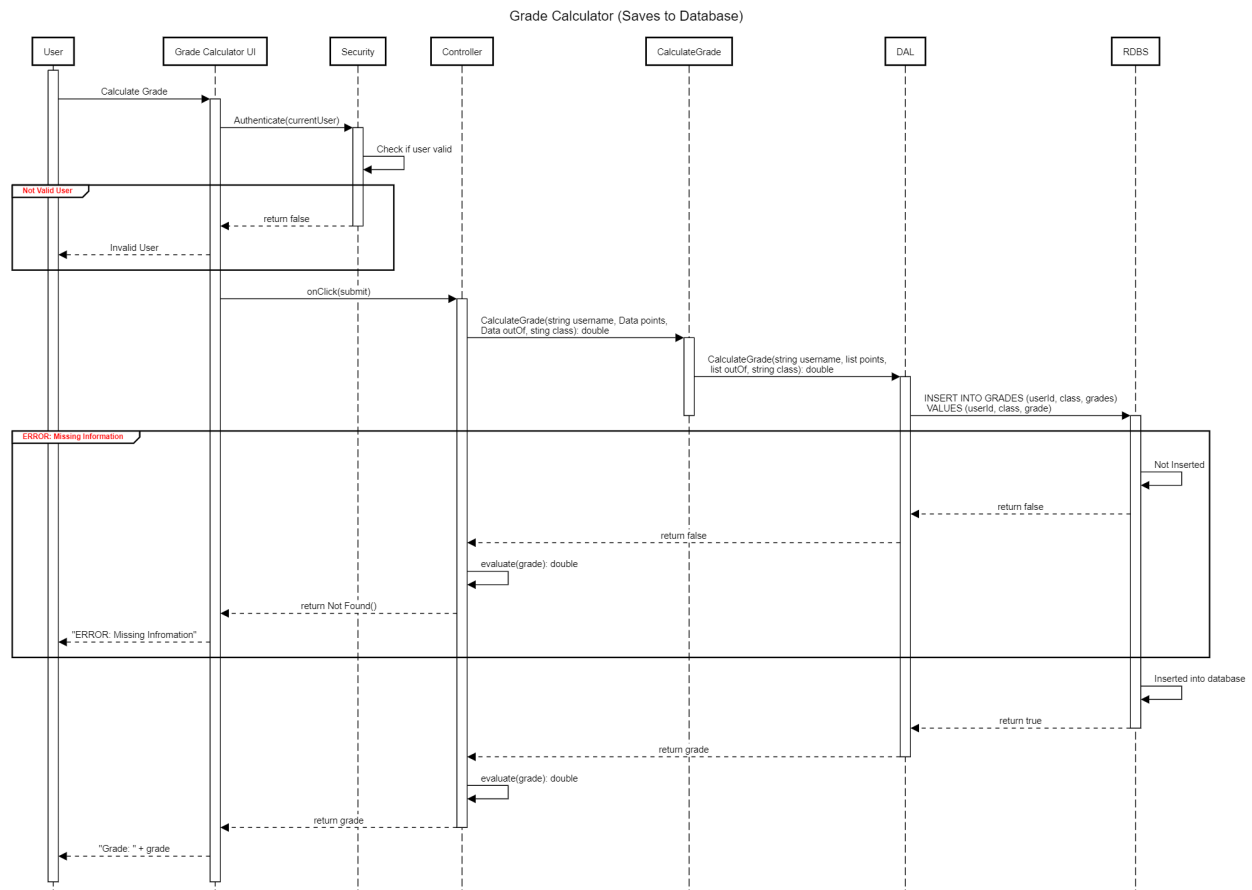 Grade Calculator (Saves to Database)
User
Grade Calculator UI
Security
Controller
CalculateGrade
DAL
RDBS
Calculate Grade
Authenticate(currentUser)
Check if user valid
Not Valid User
return false
Invalid User
onClick(submit)
CalculateGrade(string username, Data points,
Data outOf, sting class): double
CalculateGrade(string username, list points,
list outOf, string class): double
INSERT INTO GRADES (userId, class, grades)
VALUES (userId, class, grade)
ERROR: Missing Information
Not Inserted
return false
return false
evaluate(grade): double
return Not Found()
"ERROR: Missing Infromation"
Inserted into database
return true
return grade
evaluate(grade): double
return grade
"Grade: " + grade